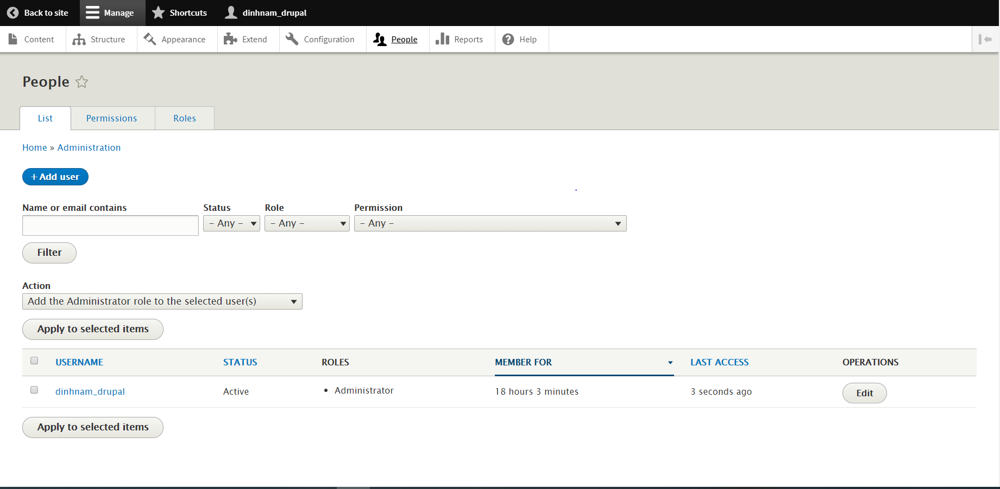 Back to site Manage Shortcuts dinhnam_drupal
Content Structure Appearance Extend Configuration People Reports Help
People
List Permissions Roles
Home » Administration
+ Add user
Name or email contains Status Role Permission
- Any - - Any - - Any -
Filter
Action
Add the Administrator role to the selected user(s)
Apply to selected items
USERNAME STATUS ROLES MEMBER FOR LAST ACCESS OPERATIONS
dinhnam_drupal Active • Administrator 18 hours 3 minutes 3 seconds ago Edit
Apply to selected items